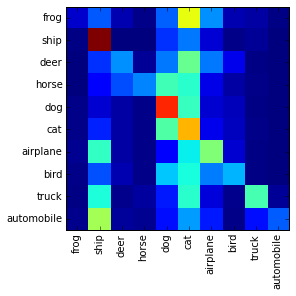 frog
ship
deer
horse
dog
cat
airplane
bird
truck
automobile
frog
ship
deer
horse
dog
cat
airplane
bird
truck
automobile